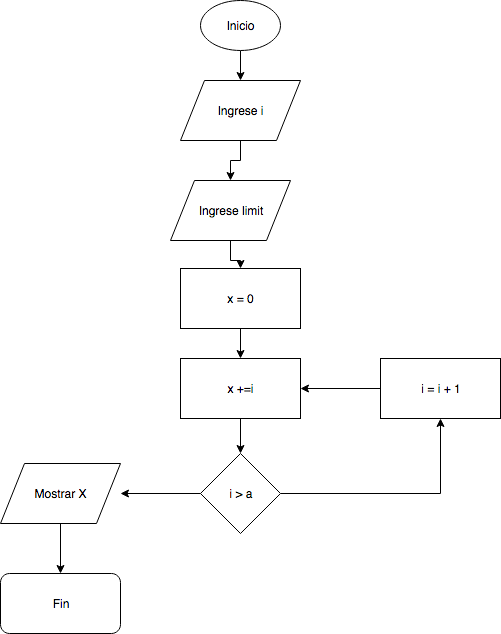 Inicio
Ingrese i
Ingrese limit
x = 0
x +=i
i = i + 1
i > a
Mostrar X
Fin